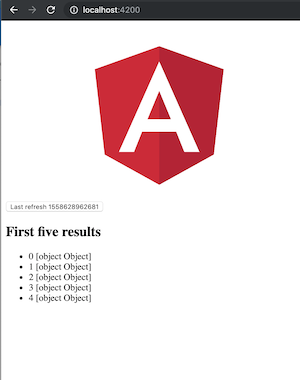 localhost:4200
A
Last refresh 1558628962681
First five results
0 [object Object]
1 [object Object]
2 [object Object]
3 [object Object]
4 [object Object]